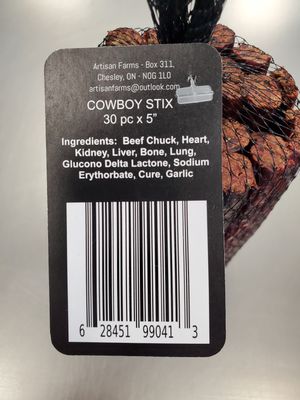 Artisan Farms - Box 311,
Chesley, ON - N0G 1L0
artisanfarms@outlook.com
COWBOY STIX
30 pc x 5"
Ingredients: Beef Chuck, Heart,
Kidney, Liver, Bone, Lung,
Glucono Delta Lactone, Sodium
Erythorbate, Cure, Garlic
6 28451 99041 3